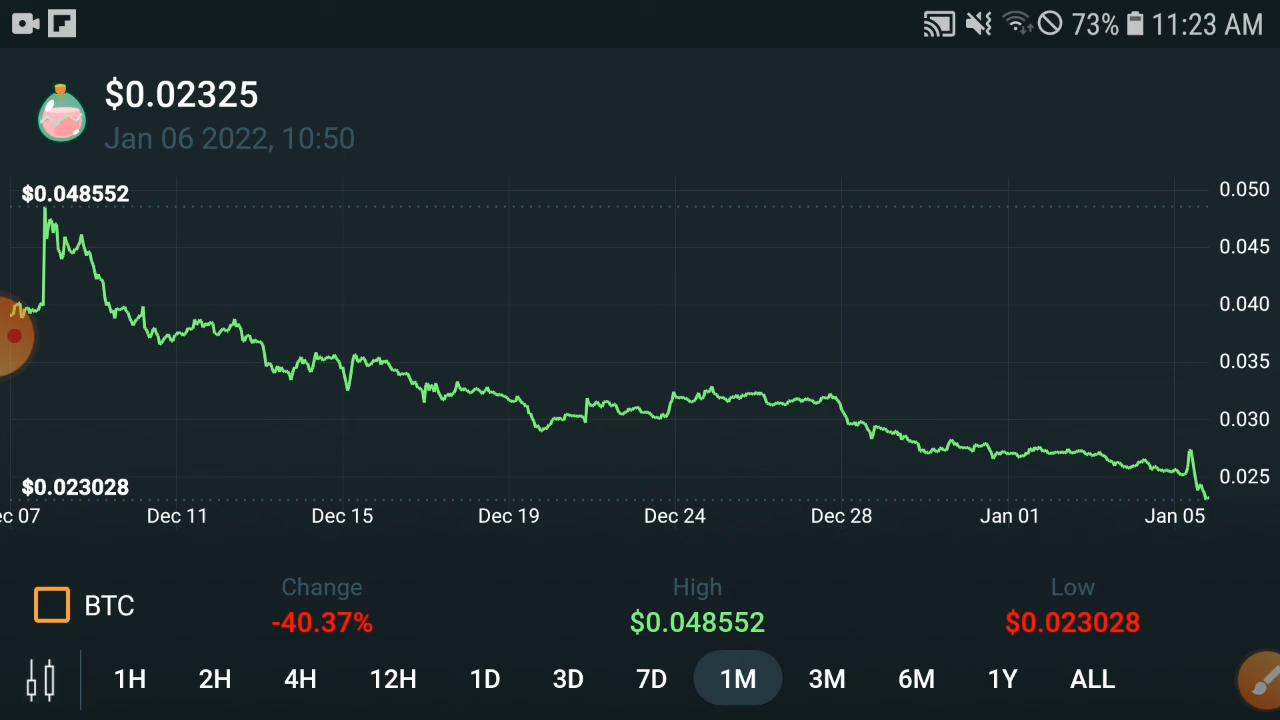 73% 11:23 AM
$0.02325
Jan 06 2022, 10:50
$0.048552
0.050
0.045
0.040
0.035
0.030
0.025
$0.023028
ec 07 Dec 11 Dec 15 Dec 19 Dec 24 Dec 28 Jan 01 Jan 05
BTC
Change High Low
-40.37% $0.048552 $0.023028
1H 2H 4H 12H 1D 3D 7D 1M 3M 6M 1Y ALL